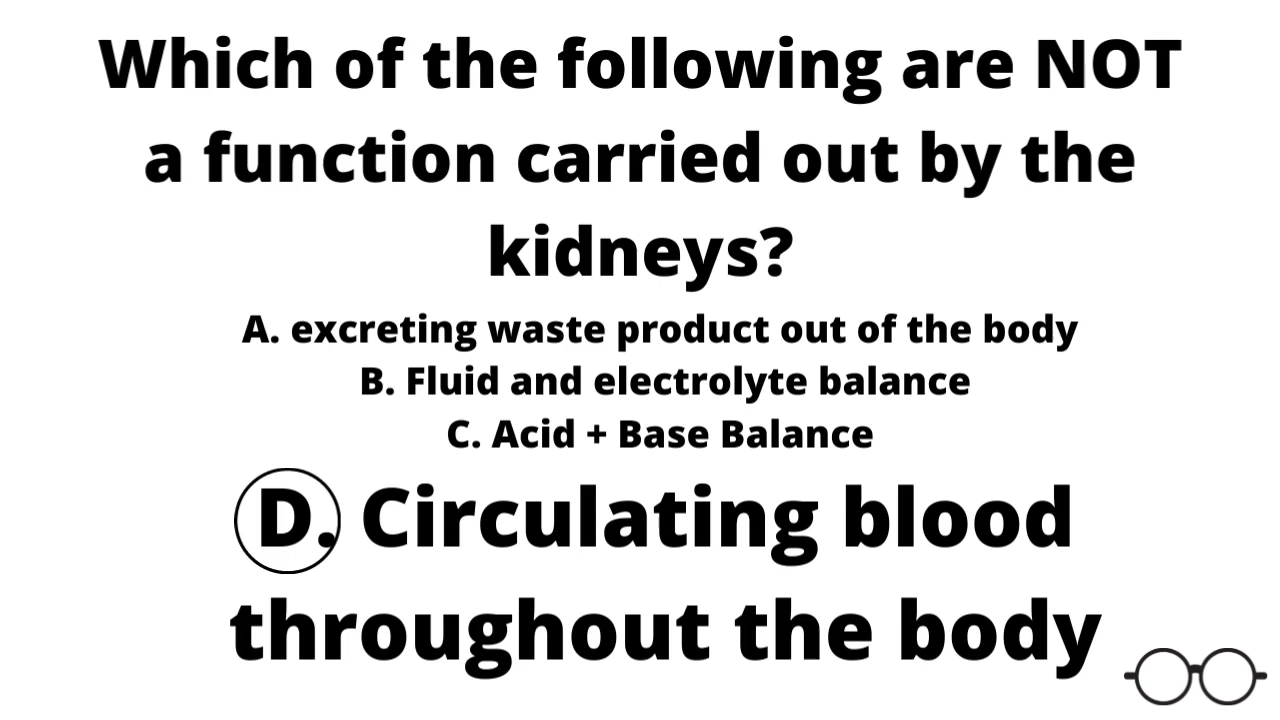 Which of the following are NOT
a function carried out by the
kidneys?
A. excreting waste product out of the body
B. Fluid and electrolyte balance
C. Acid + Base Balance
D. Circulating blood
throughout the body